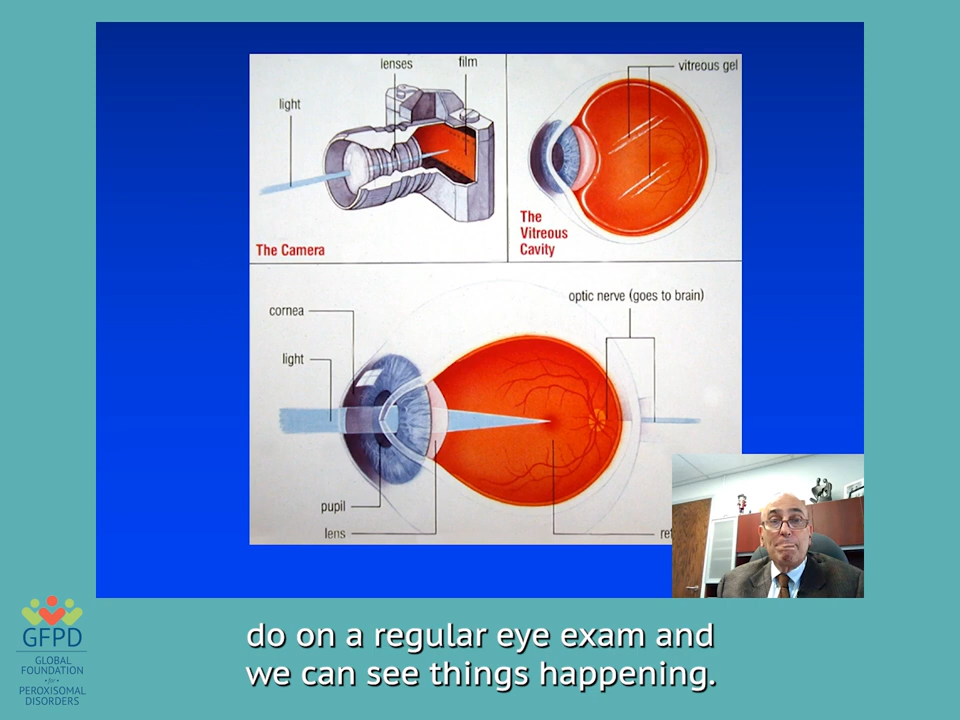 lenses
film
light
The Camera
vitreous gel
The
Vitreous
Cavity
optic nerve (goes to brain)
cornea
light
pupil
lens
GFPD
GLOBAL
FOUNDATION
for
PEROXISOMAL
DISORDERS
do on a regular eye exam and
we can see things happening.